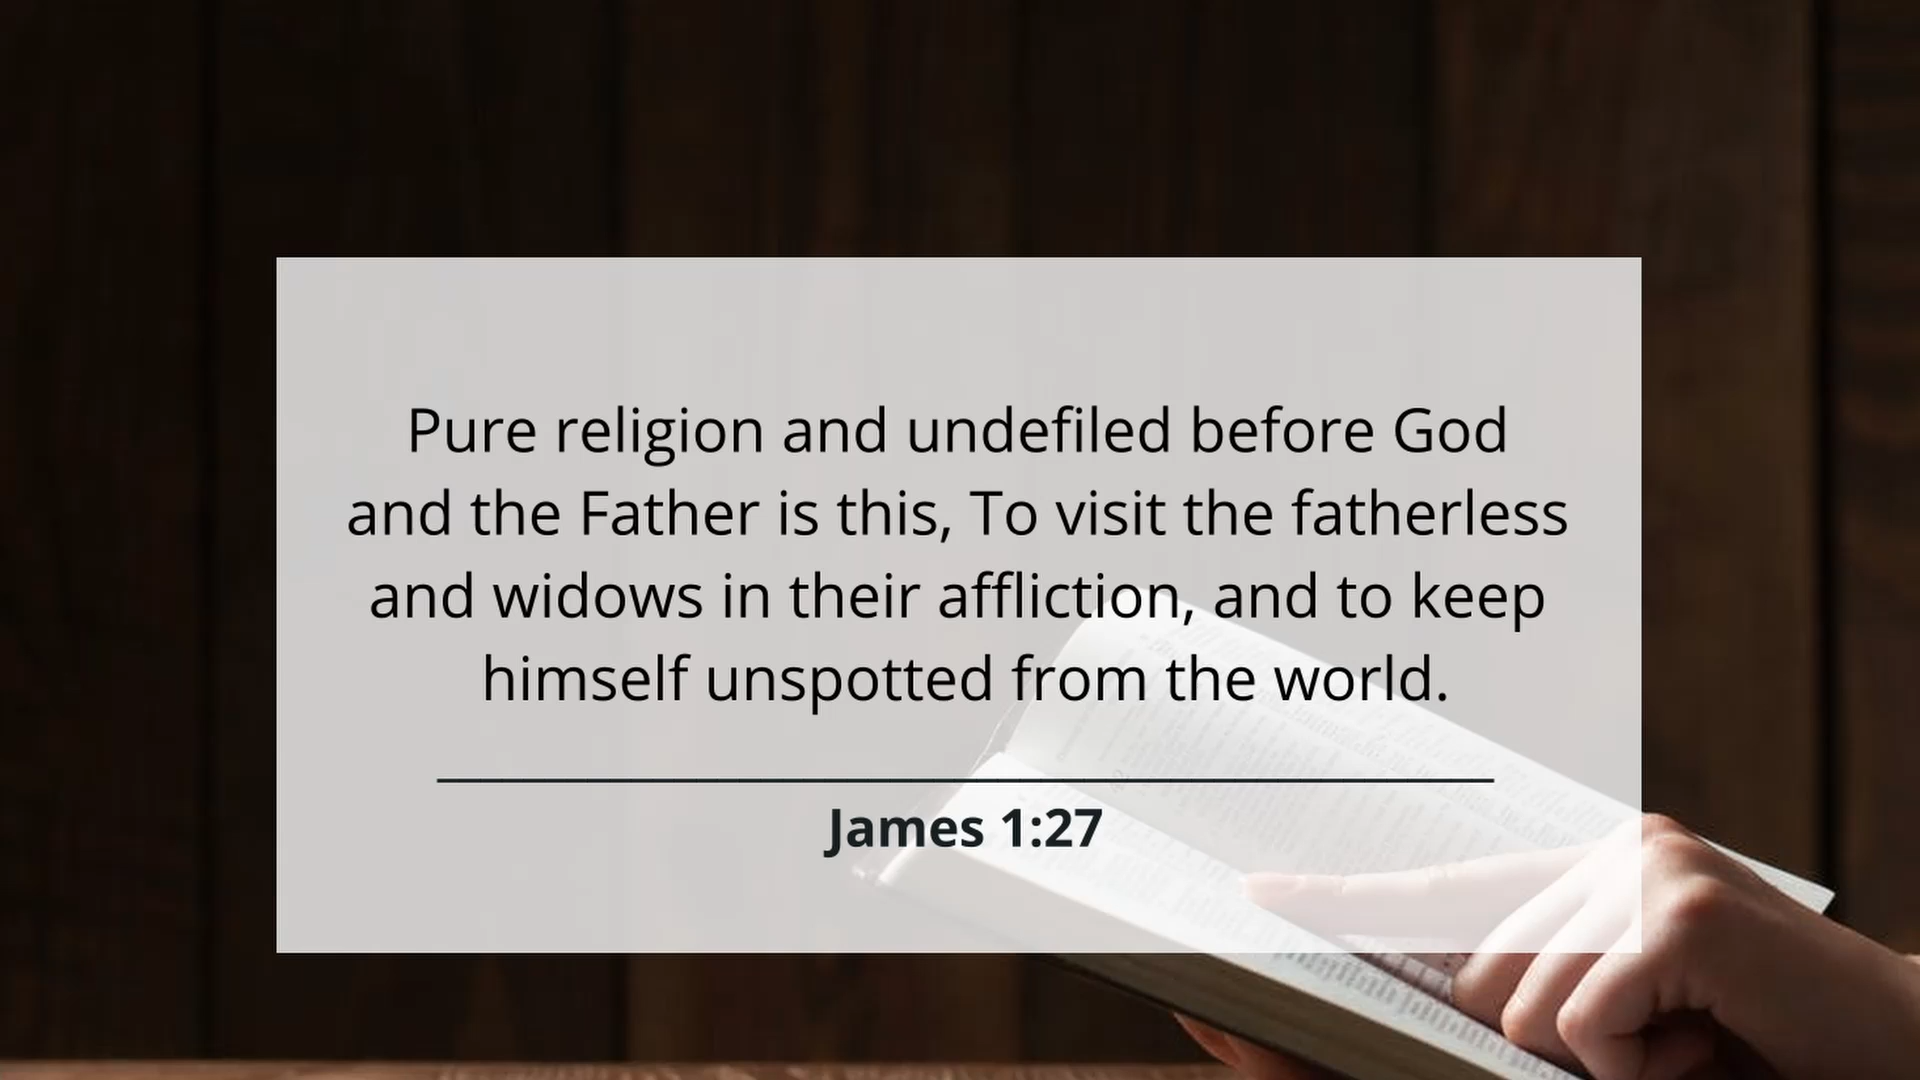 Pure religion and undefiled before God
and the Father is this, To visit the fatherless
and widows in their affliction, and to keep
himself unspotted from the world.
James 1:27